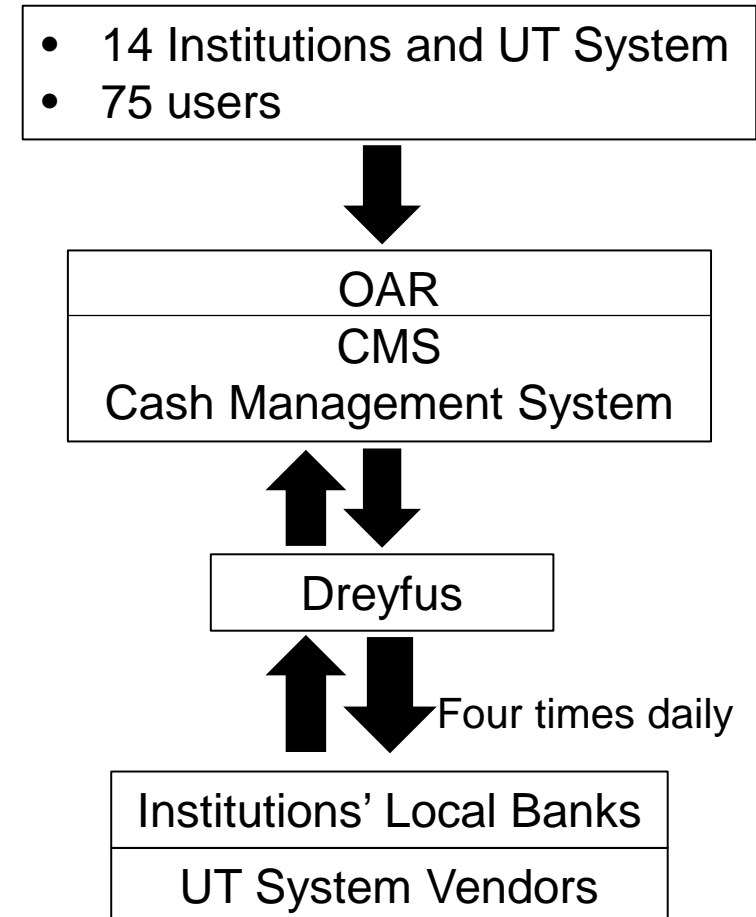 • 14 Institutions and UT System
• 75 users
OAR
CMS
Cash Management System
Dreyfus
Four times daily
Institutions’ Local Banks
UT System Vendors